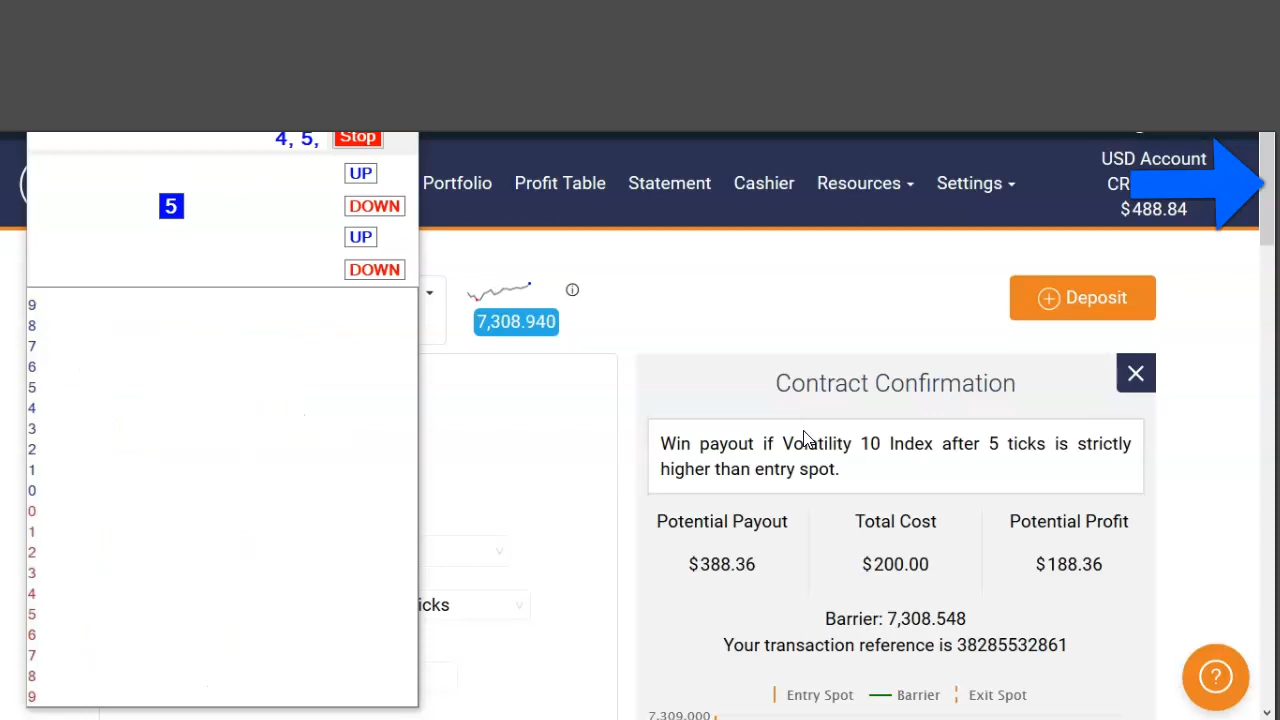 4, 5,
Stop
UP
5
DOWN
UP
DOWN
9
8
7
6
5
4
3
2
1
0
0
1
2
3
4
5
6
7
8
9
Portfolio
Profit Table
Statement
Cashier
Resources
Settings
USD Account
CR
$488.84
7,308.940
Deposit
icks
Contract Confirmation
Win payout if Volatility 10 Index after 5 ticks is strictly
higher than entry spot.
Potential Payout
Total Cost
Potential Profit
$388.36
$200.00
$188.36
Barrier: 7,308.548
Your transaction reference is 38285532861
Entry Spot
Barrier
Exit Spot
7,309.000